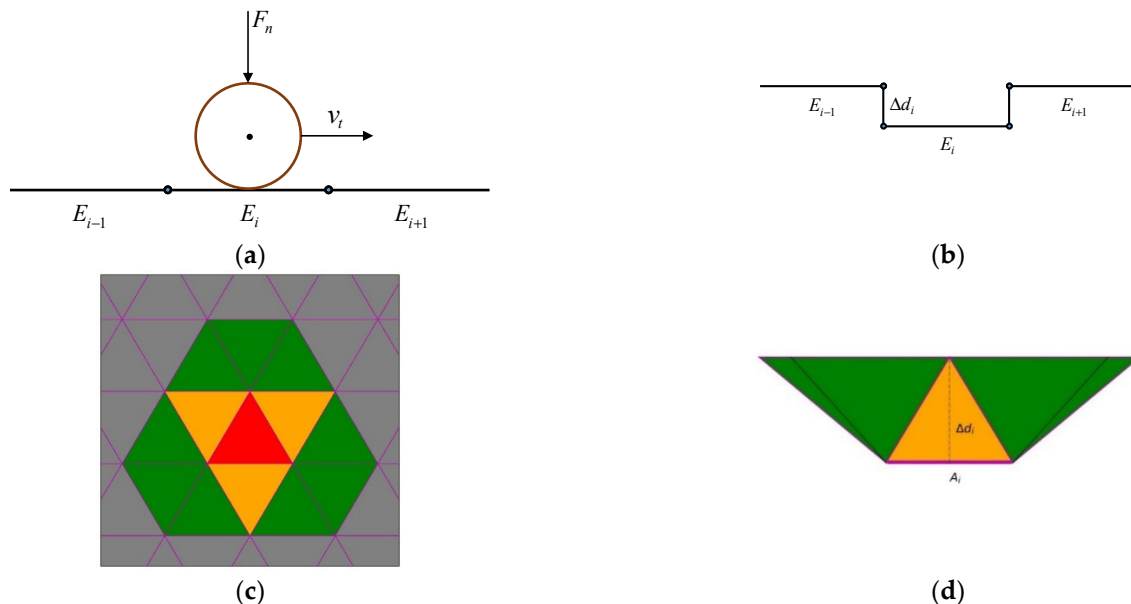 F_n
v_t
E_{i-1} E_i E_{i+1}
(a)
E_{i-1} Δd_i E_{i+1}
E_i
(b)
(c)
Δd_i
A_i
(d)